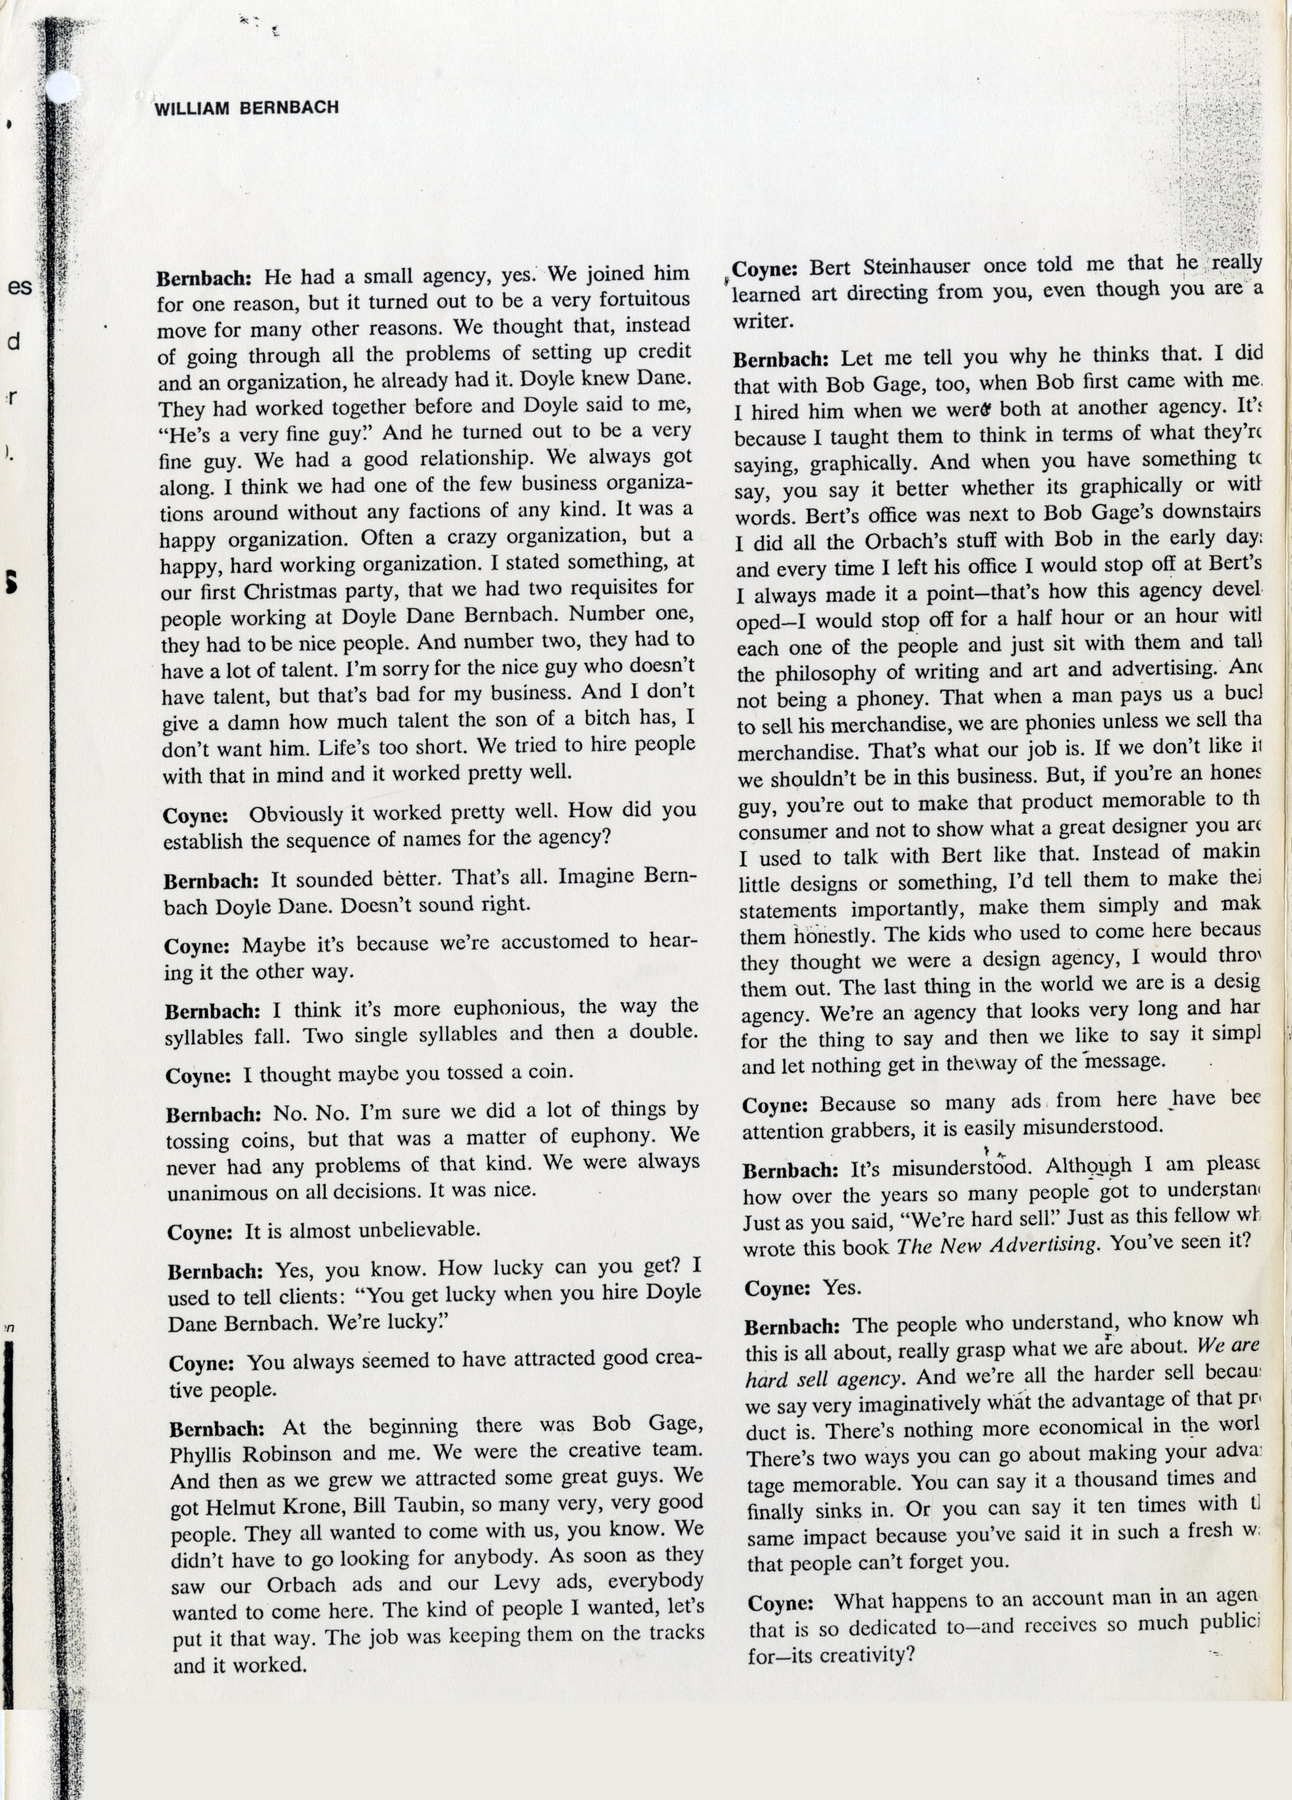 WILLIAM BERNBACH
es
d
r
).
s
Bernbach: He had a small agency, yes. We joined him
for one reason, but it turned out to be a very fortuitous
move for many other reasons. We thought that, instead
of going through all the problems of setting up credit
and an organization, he already had it. Doyle knew Dane.
They had worked together before and Doyle said to me,
“He’s a very fine guy.” And he turned out to be a very
fine guy. We had a good relationship. We always got
along. I think we had one of the few business organiza-
tions around without any factions of any kind. It was a
happy organization. Often a crazy organization, but a
happy, hard working organization. I stated something, at
our first Christmas party, that we had two requisites for
people working at Doyle Dane Bernbach. Number one,
they had to be nice people. And number two, they had to
have a lot of talent. I’m sorry for the nice guy who doesn’t
have talent, but that’s bad for my business. And I don’t
give a damn how much talent the son of a bitch has, I
don’t want him. Life’s too short. We tried to hire people
with that in mind and it worked pretty well.
Coyne: Obviously it worked pretty well. How did you
establish the sequence of names for the agency?
Bernbach: It sounded better. That’s all. Imagine Bern-
bach Doyle Dane. Doesn’t sound right.
Coyne: Maybe it’s because we’re accustomed to hear-
ing it the other way.
Bernbach: I think it’s more euphonious, the way the
syllables fall. Two single syllables and then a double.
Coyne: I thought maybe you tossed a coin.
Bernbach: No. No. I’m sure we did a lot of things by
tossing coins, but that was a matter of euphony. We
never had any problems of that kind. We were always
unanimous on all decisions. It was nice.
Coyne: It is almost unbelievable.
Bernbach: Yes, you know. How lucky can you get? I
used to tell clients: “You get lucky when you hire Doyle
Dane Bernbach. We’re lucky.”
Coyne: You always seemed to have attracted good crea-
tive people.
Bernbach: At the beginning there was Bob Gage,
Phyllis Robinson and me. We were the creative team.
And then as we grew we attracted some great guys. We
got Helmut Krone, Bill Taubin, so many very, very good
people. They all wanted to come with us, you know. We
didn’t have to go looking for anybody. As soon as they
saw our Orbach ads and our Levy ads, everybody
wanted to come here. The kind of people I wanted, let’s
put it that way. The job was keeping them on the tracks
and it worked.
Coyne: Bert Steinhauser once told me that he really
learned art directing from you, even though you are a
writer.
Bernbach: Let me tell you why he thinks that. I did
that with Bob Gage, too, when Bob first came with me.
I hired him when we were both at another agency. It’s
because I taught them to think in terms of what they’re
saying, graphically. And when you have something to
say, you say it better whether its graphically or with
words. Bert’s office was next to Bob Gage’s downstairs
I did all the Orbach’s stuff with Bob in the early day
and every time I left his office I would stop off at Bert’s
I always made it a point—that’s how this agency devel-
oped—I would stop off for a half hour or an hour with
each one of the people and just sit with them and talk
the philosophy of writing and art and advertising. And
not being a phoney. That when a man pays us a buck
to sell his merchandise, we are phonies unless we sell tha
merchandise. That’s what our job is. If we don’t like it
we shouldn’t be in this business. But, if you’re an hones
guy, you’re out to make that product memorable to th
consumer and not to show what a great designer you are
I used to talk with Bert like that. Instead of makin
little designs or something, I’d tell them to make thei
statements importantly, make them simply and mak
them honestly. The kids who used to come here becaus
they thought we were a design agency, I would throw
them out. The last thing in the world we are is a desig
agency. We’re an agency that looks very long and har
for the thing to say and then we like to say it simpl
and let nothing get in the way of the message.
Coyne: Because so many ads from here have bee
attention grabbers, it is easily misunderstood.
Bernbach: It’s misunderstood. Although I am please
how over the years so many people got to understan
Just as you said, “We’re hard sell.” Just as this fellow wh
wrote this book The New Advertising. You’ve seen it?
Coyne: Yes.
Bernbach: The people who understand, who know wh
this is all about, really grasp what we are about. We are
hard sell agency. And we’re all the harder sell becau
we say very imaginatively what the advantage of that pr
duct is. There’s nothing more economical in the worl
There’s two ways you can go about making your adva
tage memorable. You can say it a thousand times and
finally sinks in. Or you can say it ten times with t
same impact because you’ve said it in such a fresh w
that people can’t forget you.
Coyne: What happens to an account man in an agen
that is so dedicated to—and receives so much publici
for—its creativity?